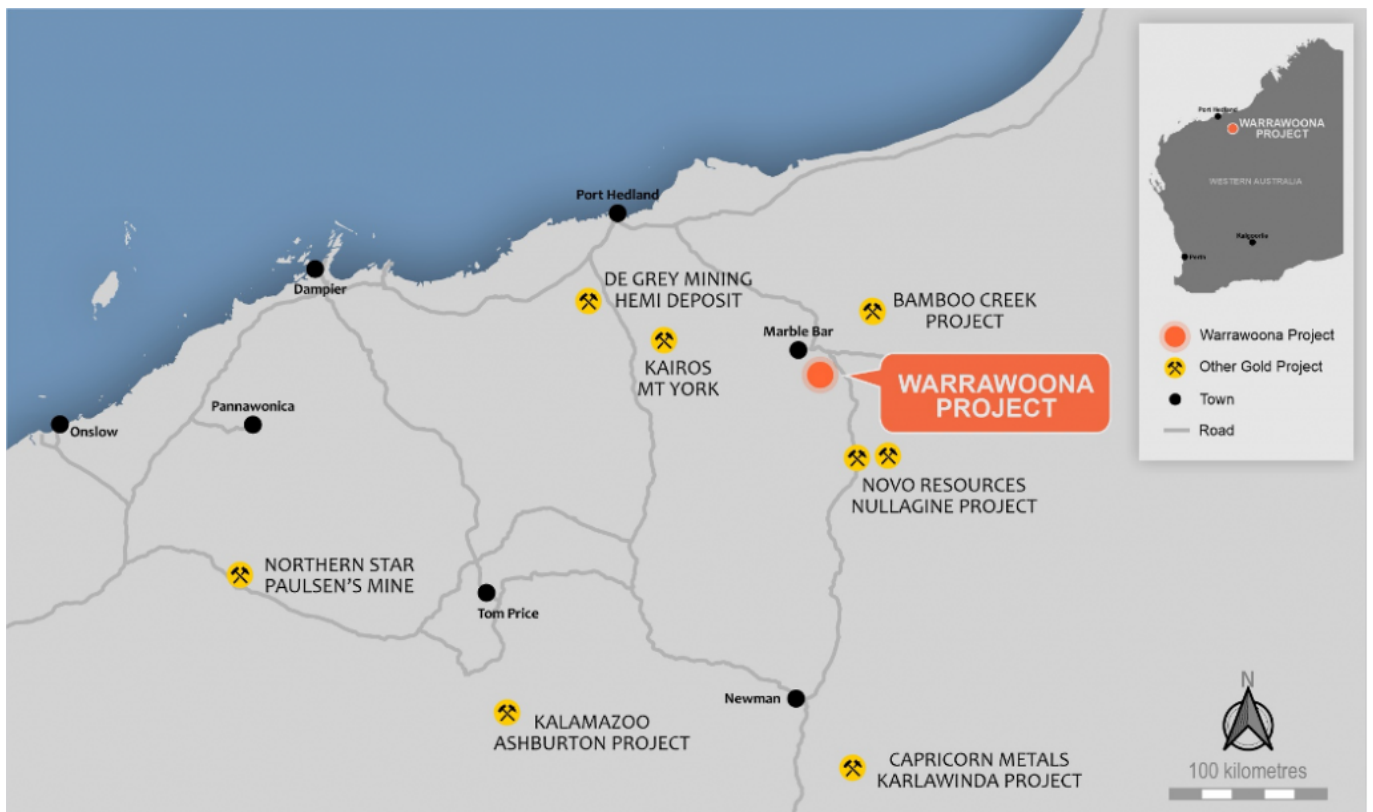 Port Hedland
WARRAWOONA
PROJECT
WESTERN AUSTRALIA
Kalgoorlie
Perth
Warrawoona Project
Other Gold Project
Town
Road
Port Hedland
Dampier
DE GREY MINING
HEMI DEPOSIT
BAMBOO CREEK
PROJECT
Marble Bar
KAIROS
MT YORK
WARRAWOONA
PROJECT
Pannawonica
Onslow
NOVO RESOURCES
NULLAGINE PROJECT
NORTHERN STAR
PAULSEN'S MINE
Tom Price
Newman
KALAMAZOO
ASHBURTON PROJECT
CAPRICORN METALS
KARLAWINDA PROJECT
N
100 kilometres